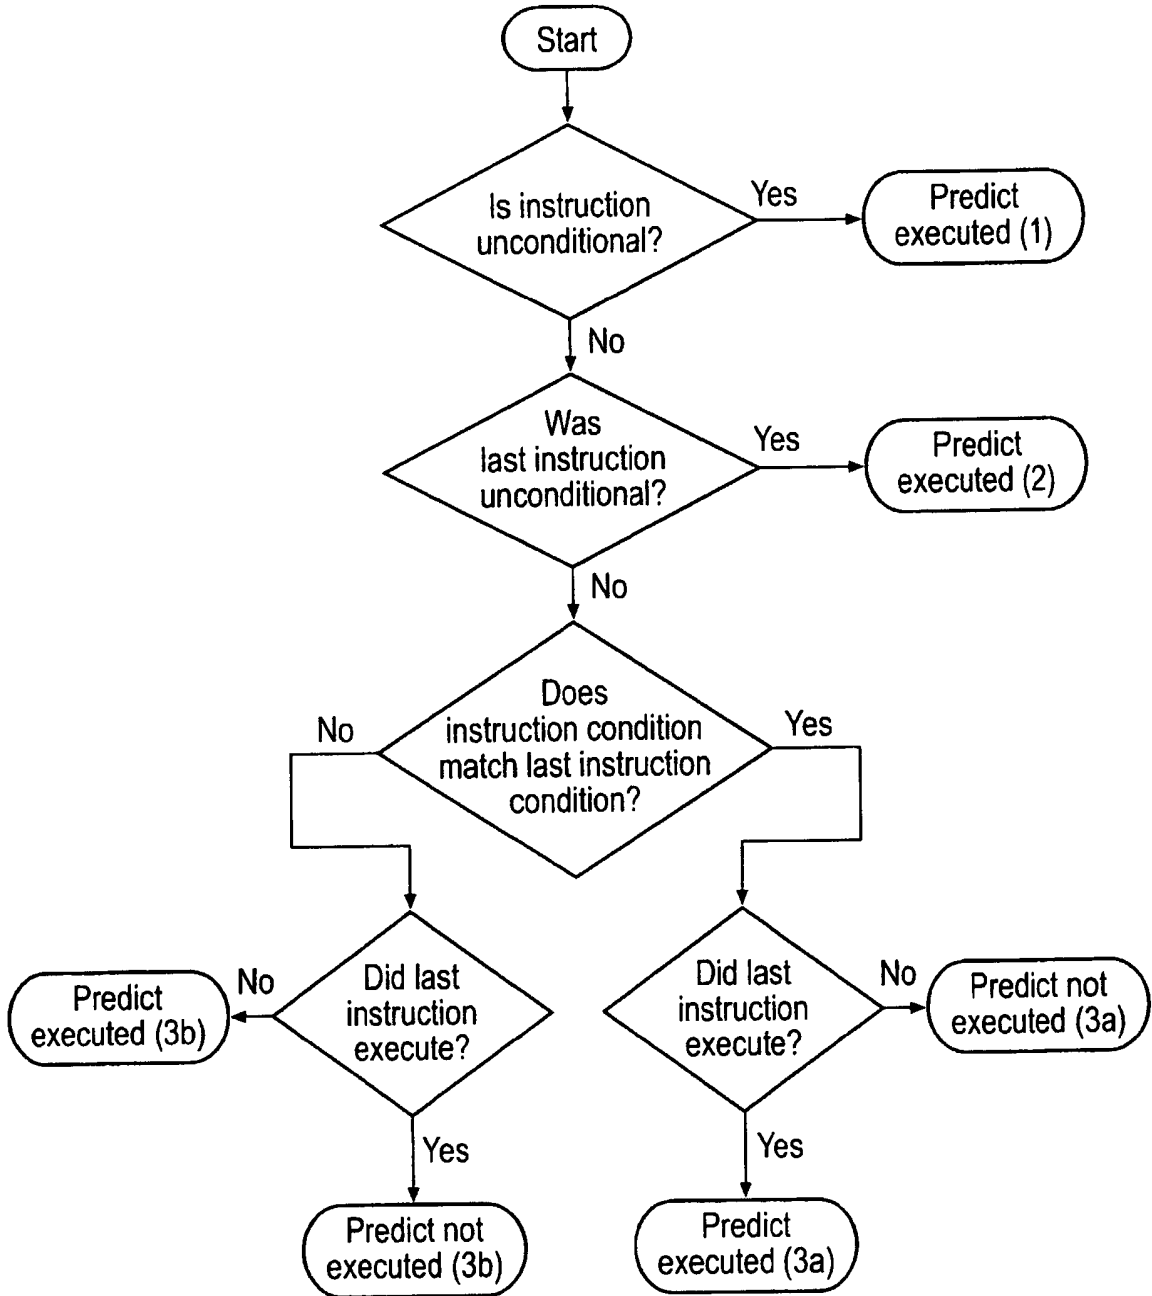 Start
Is instruction
unconditional?
Yes
Predict
executed (1)
No
Was
last instruction
unconditional?
Yes
Predict
executed (2)
No
Does
instruction condition
match last instruction
condition?
No
Yes
Did last
instruction
execute?
No
Predict
executed (3b)
Yes
Predict not
executed (3b)
Did last
instruction
execute?
No
Predict not
executed (3a)
Yes
Predict
executed (3a)